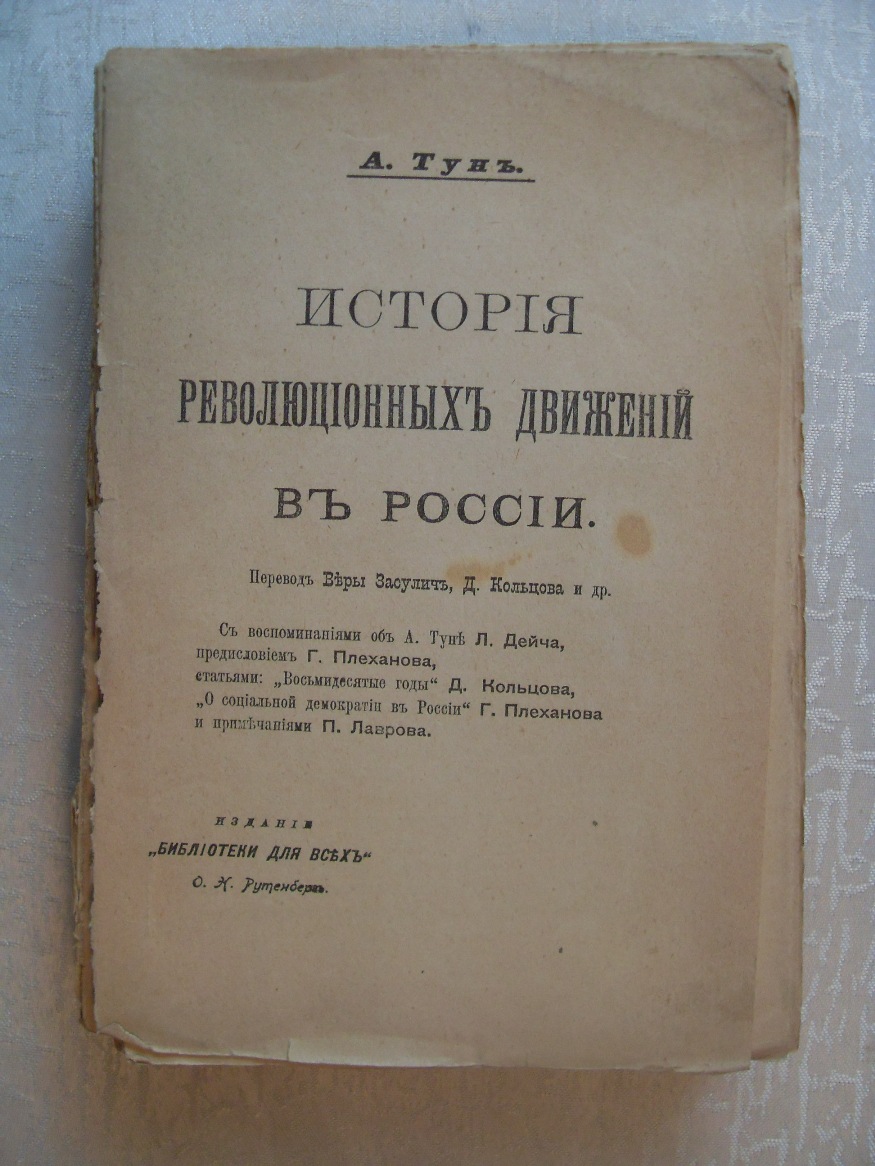 А. Тунъ.
ИСТОРІЯ
РЕВОЛЮЦІОННЫХЪ ДВИЖЕНІЙ
ВЪ РОССІИ.
Переводъ Вѣры Засуличъ, Д. Кольцова и др.
Съ воспоминаніями объ А. Тунѣ Л. Дейча,
предисловіемъ Г. Плеханова,
статьями: „Восьмидесятые годы“ Д. Кольцова,
„О соціальной демократіи въ Россіи“ Г. Плеханова
и примѣчаніями П. Лаврова.
ИЗДАНІЕ
„БИБЛІОТЕКИ ДЛЯ ВСѢХЪ“
О. Н. Рутенбергъ.